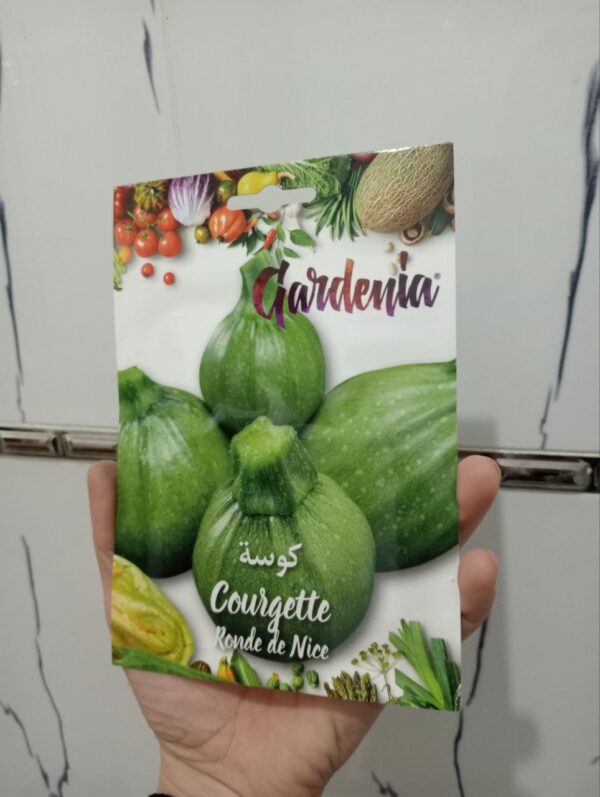 Gardenia®
كوسة
Courgette
Ronde de Nice